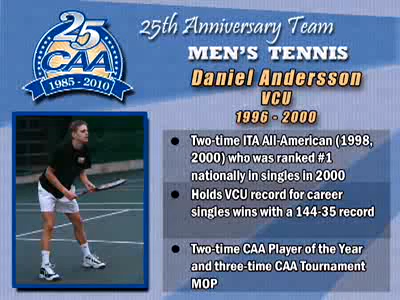 25
CAA
1985 - 2010
25th Anniversary Team
MEN'S TENNIS
Daniel Andersson
VCU
1996 - 2000
Two-time ITA All-American (1998,
2000) who was ranked #1
nationally in singles in 2000
Holds VCU record for career
singles wins with a 144-35 record
Two-time CAA Player of the Year
and three-time CAA Tournament
MOP